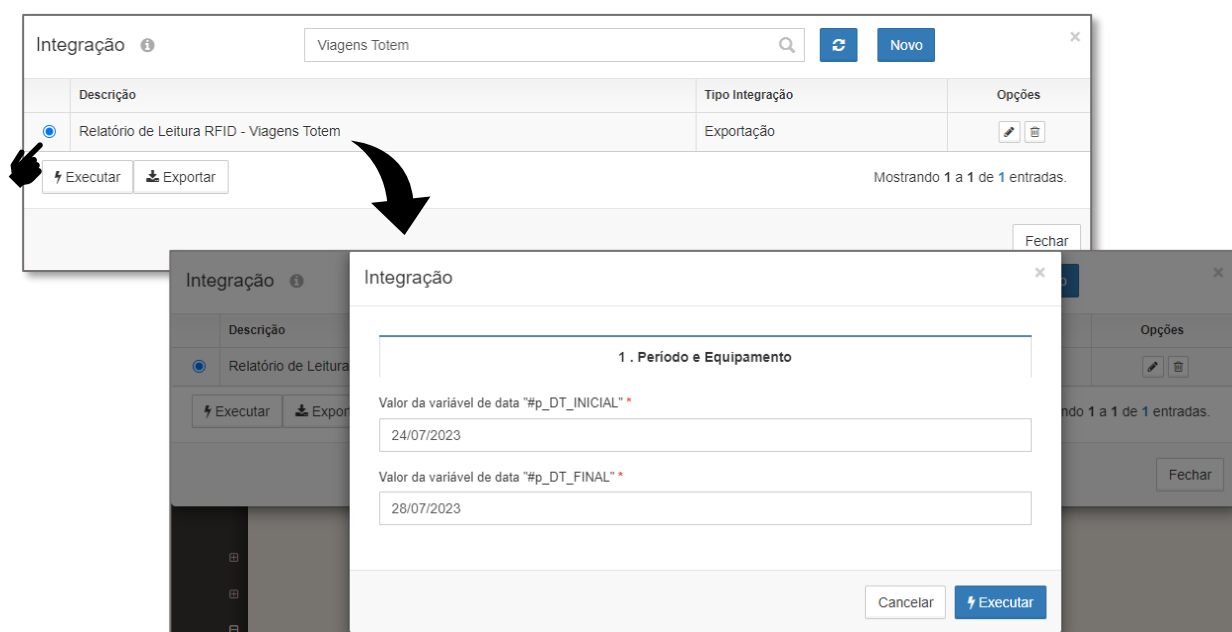 Integração
Viagens Totem
Novo
×
Descrição
Tipo Integração
Opções
Relatório de Leitura RFID - Viagens Totem
Exportação
Executar
Exportar
Mostrando 1 a 1 de 1 entradas.
Fechar
Integração
Integração
×
o
×
Descrição
Opções
Relatório de Leitura
1 . Período e Equipamento
Executar
Expor
ndo 1 a 1 de 1 entradas.
Valor da variável de data "#p_DT_INICIAL" *
24/07/2023
Fechar
Valor da variável de data "#p_DT_FINAL" *
28/07/2023
Cancelar
Executar